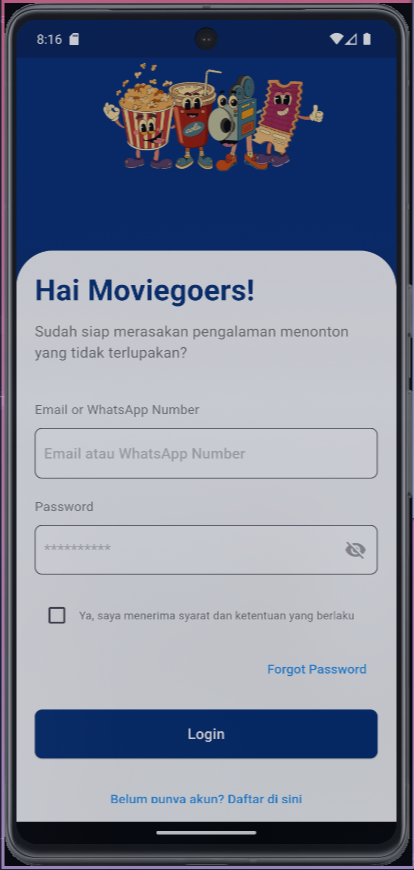 8:16
Hai Moviegoers!
Sudah siap merasakan pengalaman menonton
yang tidak terlupakan?
Email or WhatsApp Number
Email atau WhatsApp Number
Password
**********
Ya, saya menerima syarat dan ketentuan yang berlaku
Forgot Password
Login
Belum punya akun? Daftar di sini